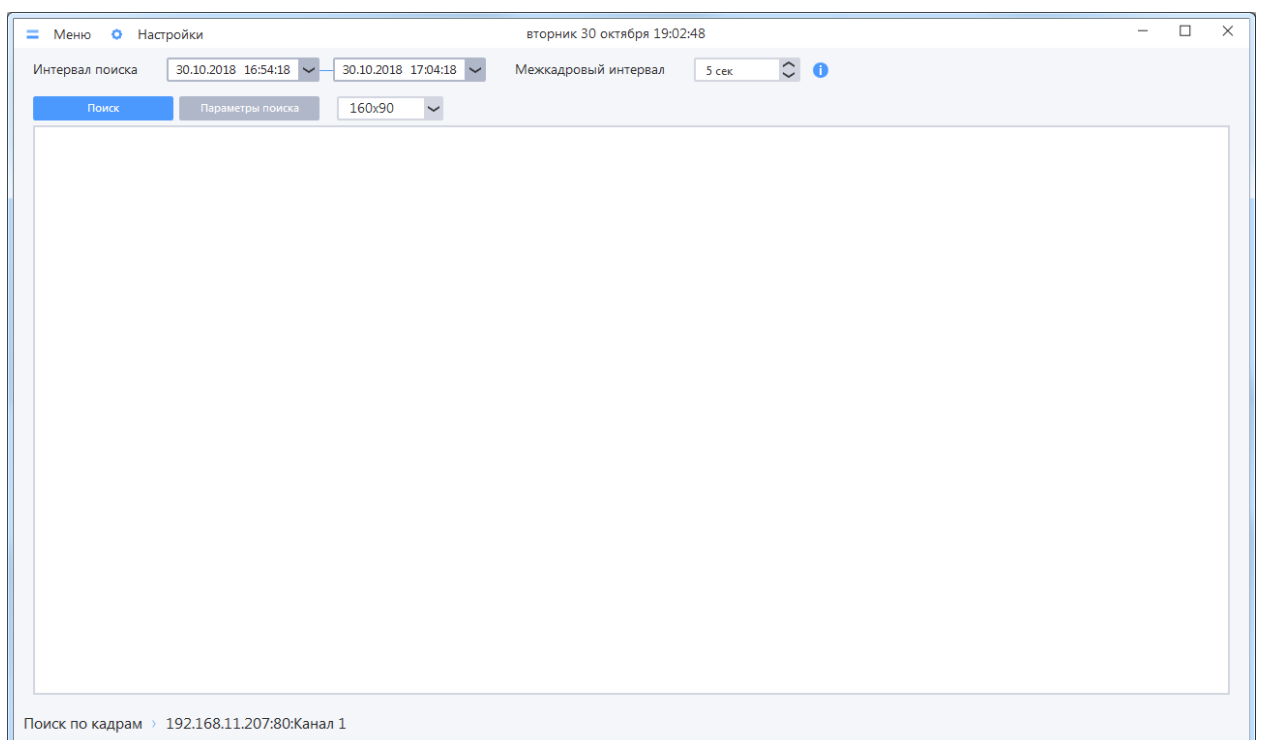 Меню Настройки вторник 30 октября 19:02:48
Интервал поиска 30.10.2018 16:54:18 30.10.2018 17:04:18 Межкадровый интервал 5 сек
Поиск Параметры поиска 160x90
Поиск по кадрам › 192.168.11.207:80:Канал 1